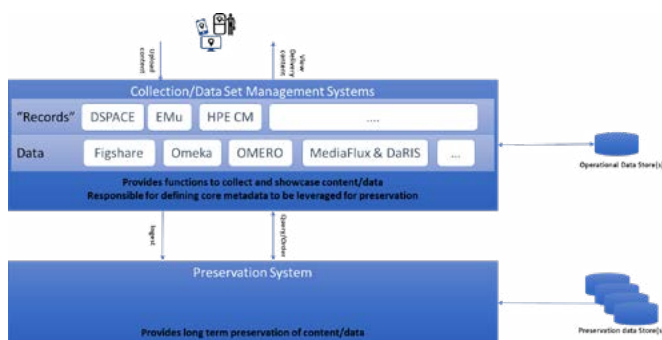 Upload
content
View
Delivery
content
Collection/Data Set Management Systems
"Records"
DSPACE
EMu
HPE CM
....
Data
Figshare
Omeka
OMERO
MediaFlux & DaRIS
...
Operational Data Store(s)
Provides functions to collect and showcase content/data
Responsible for defining core metadata to be leveraged for preservation
Ingest
Query/Order
Preservation System
Preservation data Store(s)
Provides long term preservation of content/data